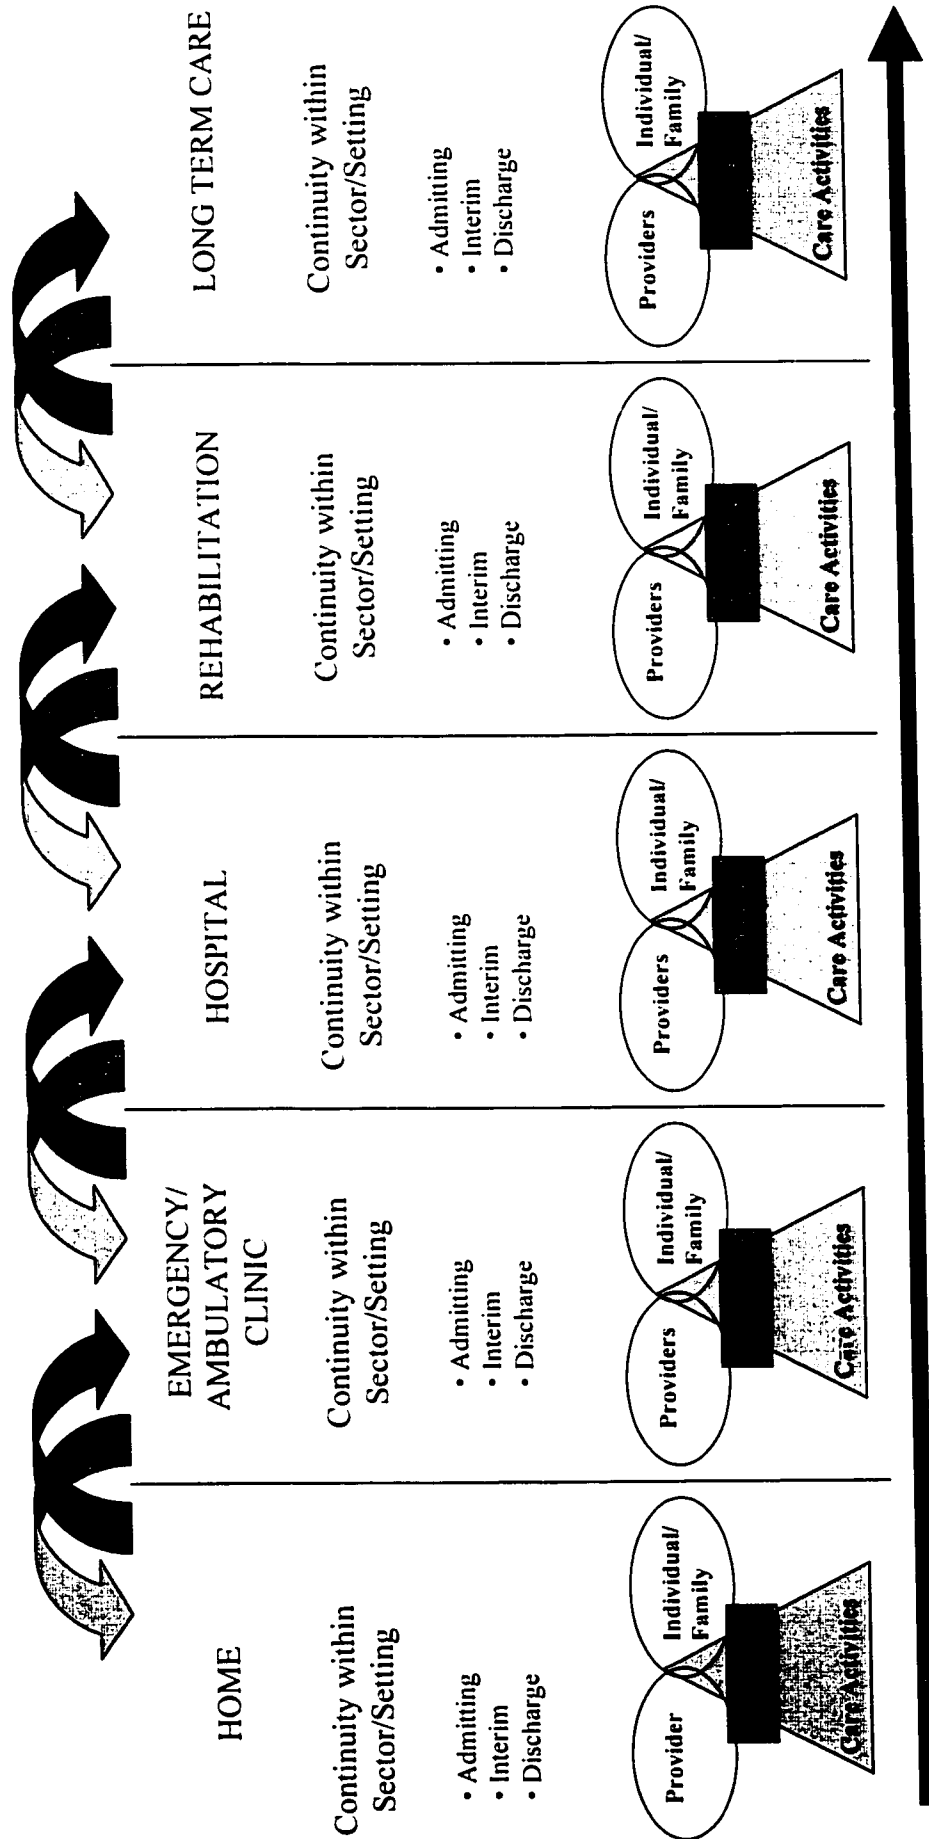 HOME
Continuity within
Sector/Setting
• Admitting
• Interim
• Discharge
Provider
Individual/
Family
Care Activities
EMERGENCY/
AMBULATORY
CLINIC
Continuity within
Sector/Setting
• Admitting
• Interim
• Discharge
Providers
Individual/
Family
Care Activities
HOSPITAL
Continuity within
Sector/Setting
• Admitting
• Interim
• Discharge
Providers
Individual/
Family
Care Activities
REHABILITATION
Continuity within
Sector/Setting
• Admitting
• Interim
• Discharge
Providers
Individual/
Family
Care Activities
LONG TERM CARE
Continuity within
Sector/Setting
• Admitting
• Interim
• Discharge
Providers
Individual/
Family
Care Activities